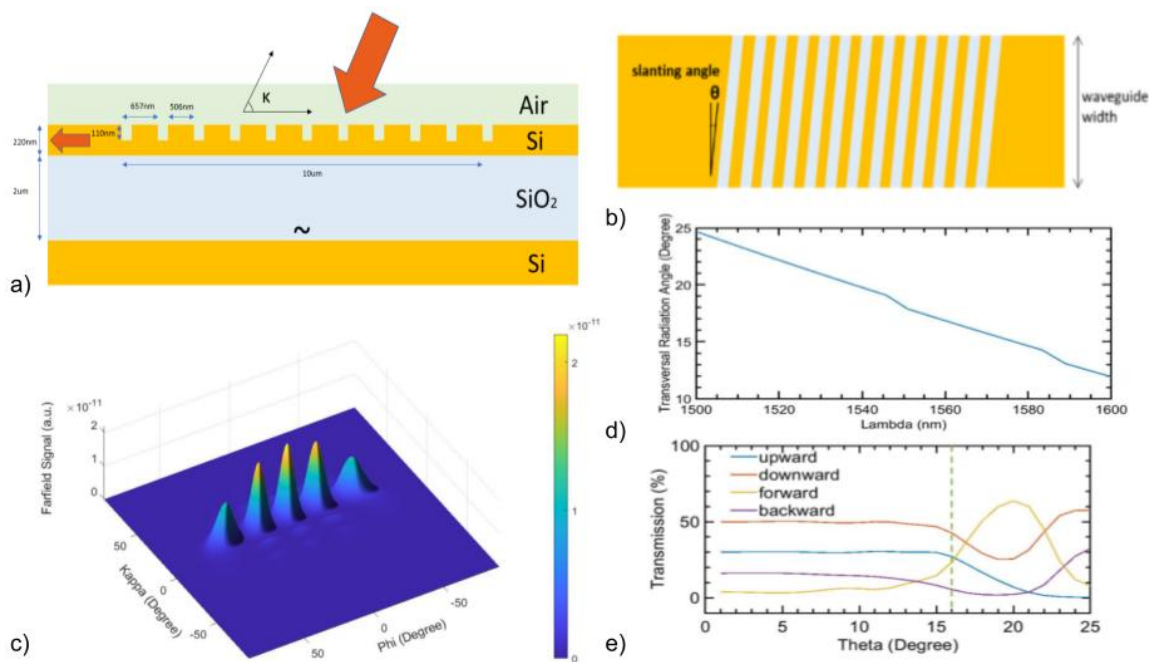 Air
K
657nm
506nm
110nm
Si
220nm
10um
2um
SiO2
~
Si
a)
slanting angle
θ
waveguide
width
b)
Transversal Radiation Angle (Degree)
25
20
15
10
1500
1520
1540
1560
1580
1600
Lambda (nm)
d)
× 10-11
2
1
0
× 10-11
2
1
0
Farfield Signal (a.u.)
50
0
-50
Kappa (Degree)
50
0
-50
Phi (Degree)
c)
Transmission (%)
100
50
0
upward
downward
forward
backward
0
5
10
15
20
25
Theta (Degree)
e)